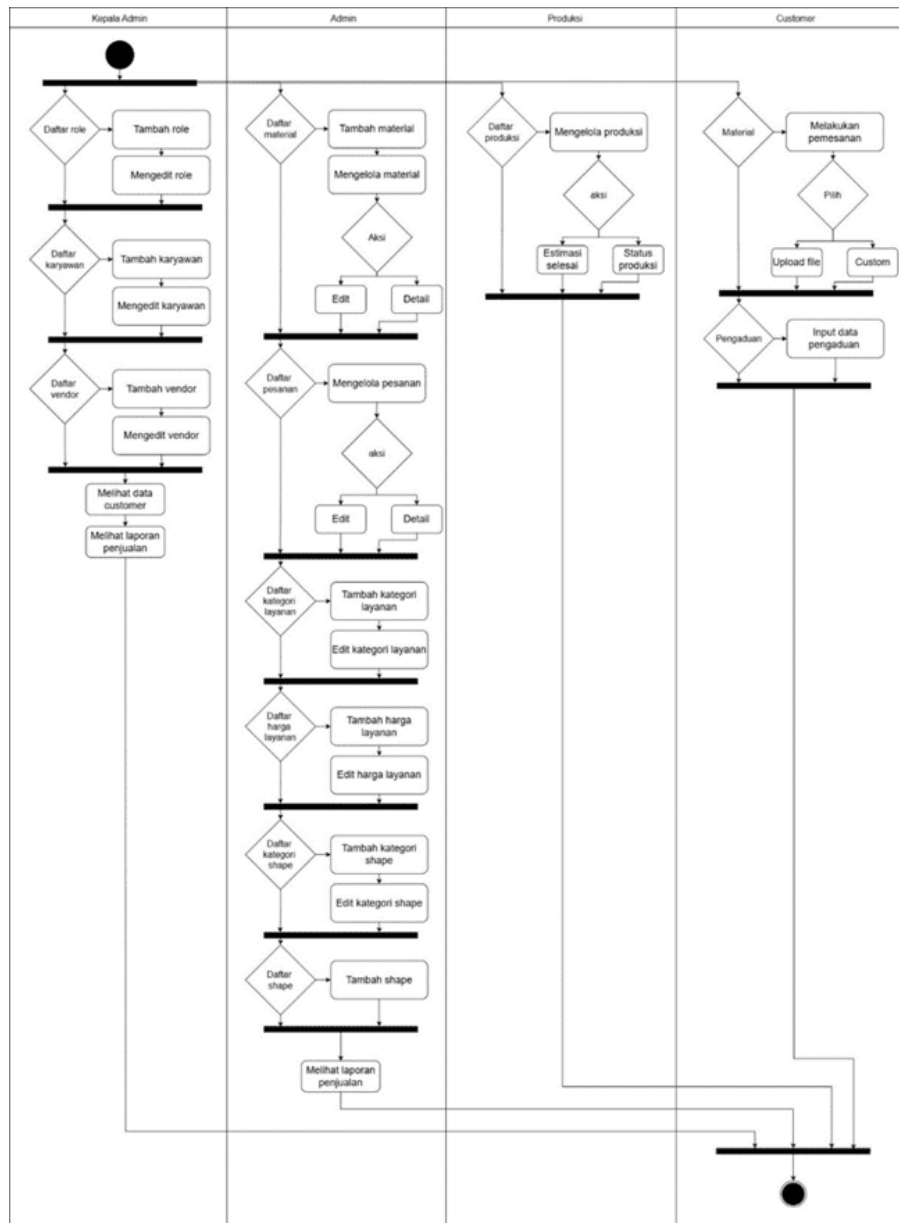 Kepala Admin
Admin
Produksi
Customer
Daftar role
Tambah role
Mengedit role
Daftar
karyawan
Tambah karyawan
Mengedit karyawan
Daftar
vendor
Tambah vendor
Mengedit vendor
Melihat data
customer
Melihat laporan
penjualan
Daftar
material
Tambah material
Mengelola material
Aksi
Edit
Detail
Daftar
pesanan
Mengelola pesanan
aksi
Edit
Detail
Daftar
kategori
layanan
Tambah kategori
layanan
Edit kategori layanan
Daftar
harga
layanan
Tambah harga
layanan
Edit harga layanan
Daftar
kategori
shape
Tambah kategori
shape
Edit kategori shape
Daftar
shape
Tambah shape
Melihat laporan
penjualan
Daftar
produksi
Mengelola produksi
aksi
Estimasi
selesai
Status
produksi
Material
Melakukan
pemesanan
Pilih
Upload file
Custom
Pengaduan
Input data
pengaduan